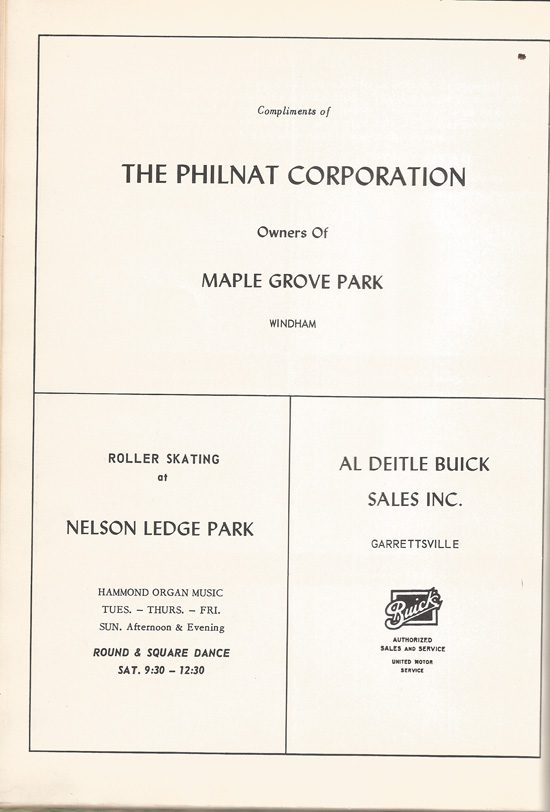 Compliments of
THE PHILNAT CORPORATION
Owners Of
MAPLE GROVE PARK
WINDHAM
ROLLER SKATING
at
NELSON LEDGE PARK
HAMMOND ORGAN MUSIC
TUES. – THURS. – FRI.
SUN. Afternoon & Evening
ROUND & SQUARE DANCE
SAT. 9:30 – 12:30
AL DEITLE BUICK
SALES INC.
GARRETTSVILLE
Buick
AUTHORIZED
SALES AND SERVICE
UNITED MOTOR
SERVICE